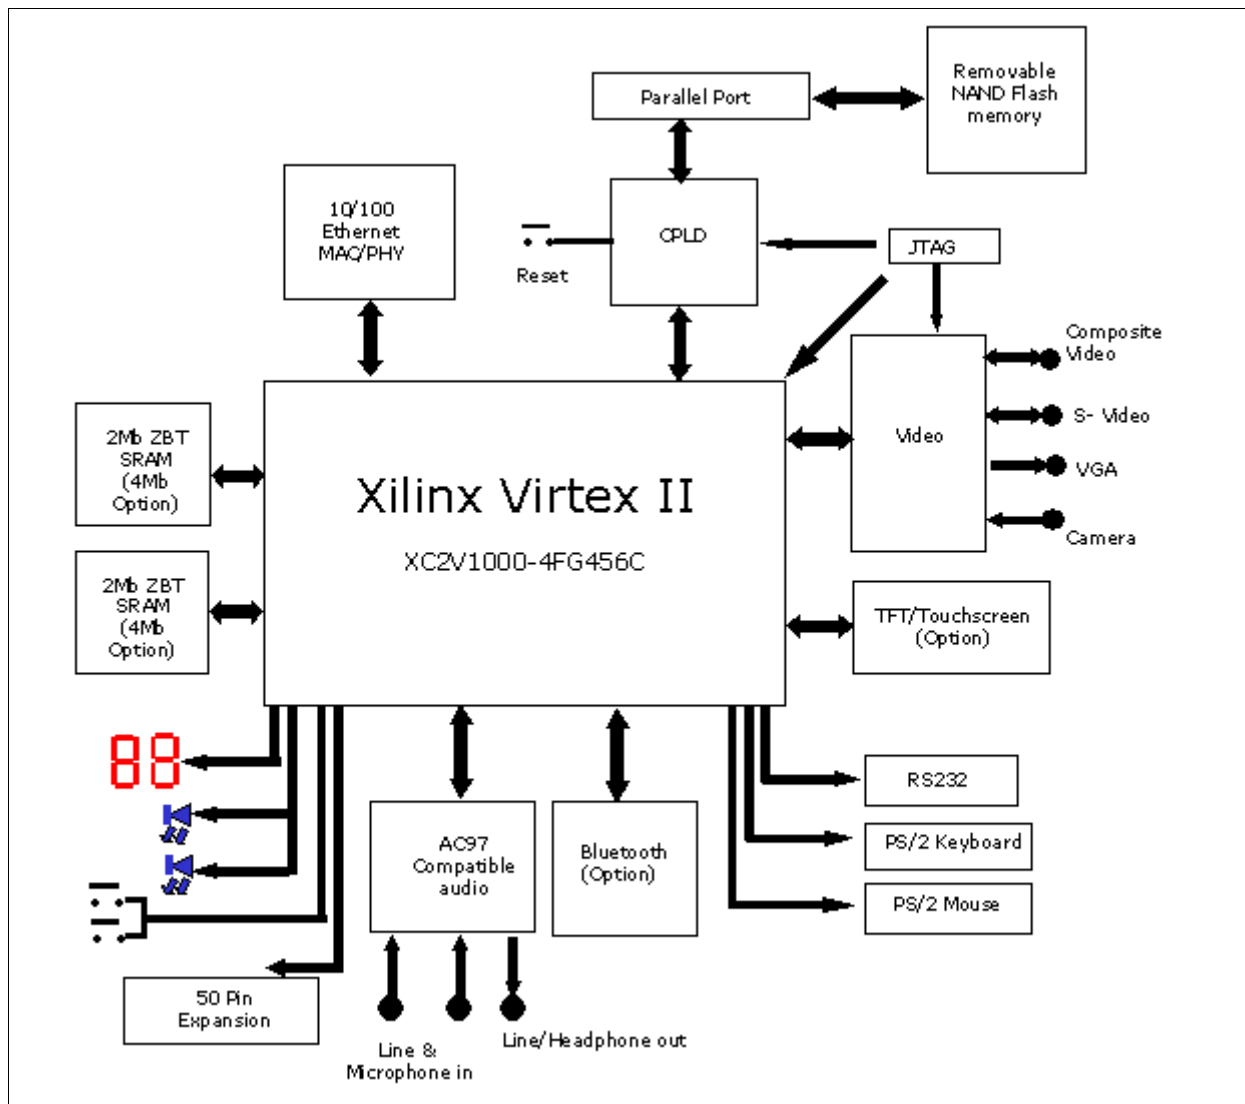 Removable
NAND Flash
memory
Parallel Port
10/100
Ethernet
MAC/PHY
CPLD
JTAG
Reset
Composite
Video
S- Video
VGA
Camera
Video
2Mb ZBT
SRAM
(4Mb
Option)
Xilinx Virtex II
XC2V1000-4FG456C
2Mb ZBT
SRAM
(4Mb
Option)
TFT/Touchscreen
(Option)
88
RS232
PS/2 Keyboard
PS/2 Mouse
AC97
Compatible
audio
Bluetooth
(Option)
50 Pin
Expansion
Line &
Microphone in
Line/Headphone out